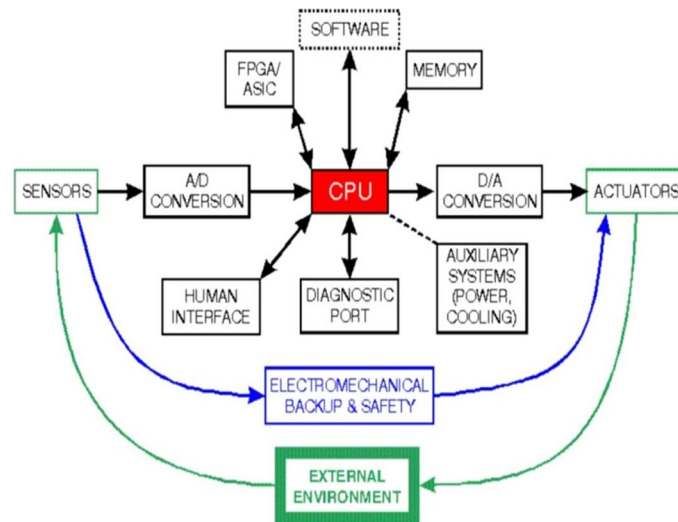 SOFTWARE
FPGA/
ASIC
MEMORY
SENSORS
A/D
CONVERSION
CPU
D/A
CONVERSION
ACTUATORS
HUMAN
INTERFACE
DIAGNOSTIC
PORT
AUXILIARY
SYSTEMS
(POWER,
COOLING)
ELECTROMECHANICAL
BACKUP & SAFETY
EXTERNAL
ENVIRONMENT